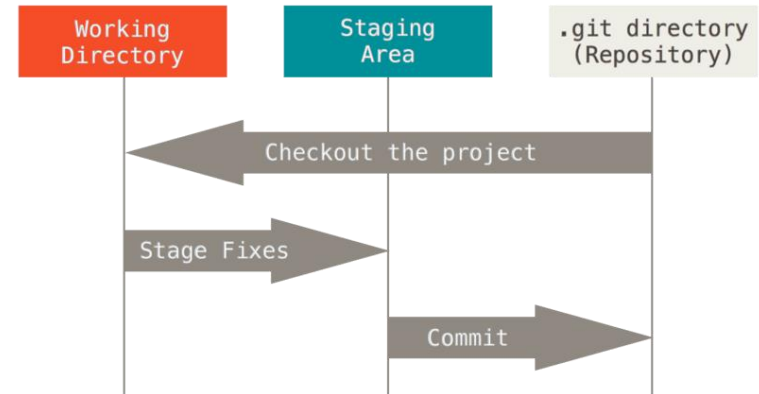 Working
Directory
Staging
Area
.git directory
(Repository)
Checkout the project
Stage Fixes
Commit